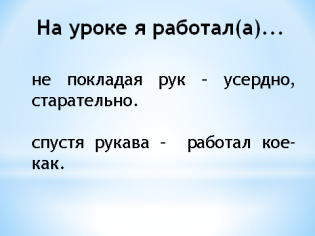 На уроке я работал(а)...
не покладая рук – усердно,
старательно.
спустя рукава – работал кое-
как.